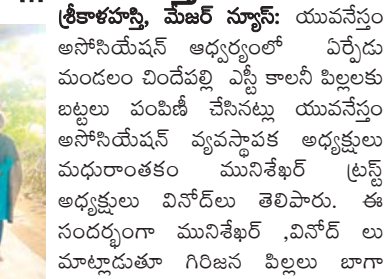 శ్రీకాళహస్తి, మేజర్ న్యూస్: యువనేస్తం
అసోసియేషన్ ఆధ్వర్యంలో ఏర్పేడు
మండలం చిందేపల్లి ఎస్టీ కాలనీ పిల్లలకు
బట్టలు పంపిణీ చేసినట్లు యువనేస్తం
అసోసియేషన్ వ్యవస్థాపక అధ్యక్షులు
మధురాంతకం మునిశేఖర్ ట్రస్ట్
అధ్యక్షులు వినోద్‌లు తెలిపారు. ఈ
సందర్భంగా మునిశేఖర్ ,వినోద్ లు
మాట్లాడుతూ గిరిజన పిల్లలు బాగా